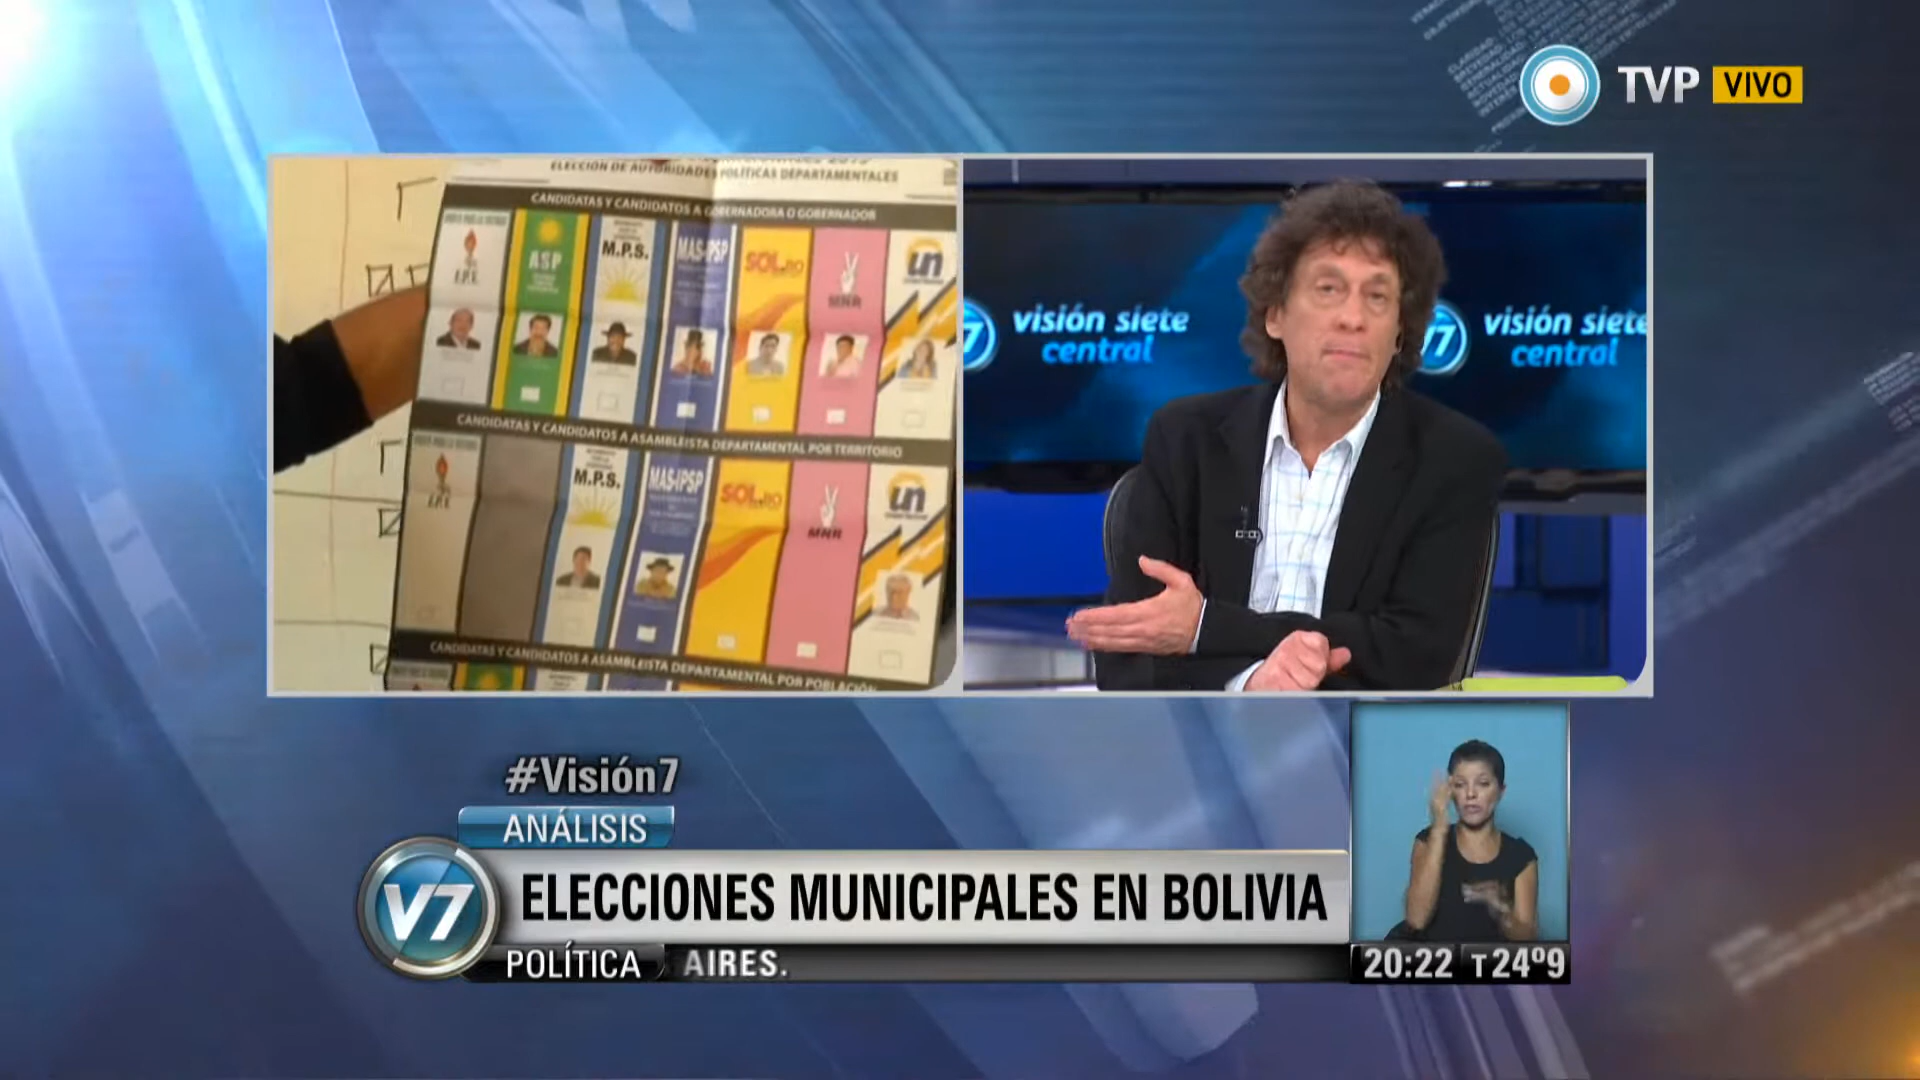 TVP VIVO
ELECCIÓN DE AUTORIDADES POLÍTICAS DEPARTAMENTALES
CANDIDATAS Y CANDIDATOS A GOBERNADORA O GOBERNADOR
ASP
M.P.S.
MAS-IPSP
SOL.BO
MNR
un
CANDIDATAS Y CANDIDATOS A ASAMBLEISTA DEPARTAMENTAL POR TERRITORIO
M.P.S.
MAS-IPSP
SOL.BO
MNR
un
CANDIDATAS Y CANDIDATOS A ASAMBLEISTA DEPARTAMENTAL POR POBLACIÓN
7 visión siete
central
V7 visión siete
central
#Visión7
ANÁLISIS
V7
ELECCIONES MUNICIPALES EN BOLIVIA
POLÍTICA AIRES.
20:22 T24º9